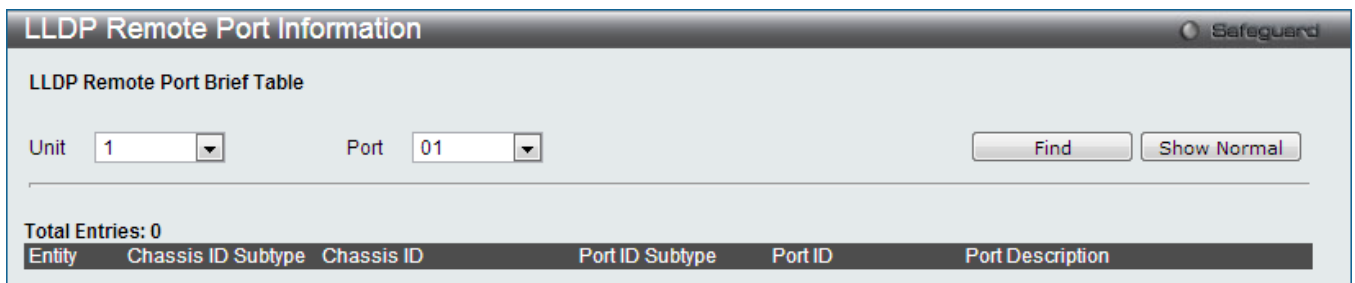 LLDP Remote Port Information Safeguard
LLDP Remote Port Brief Table
Unit 1 Port 01 Find Show Normal
Total Entries: 0
Entity Chassis ID Subtype Chassis ID Port ID Subtype Port ID Port Description